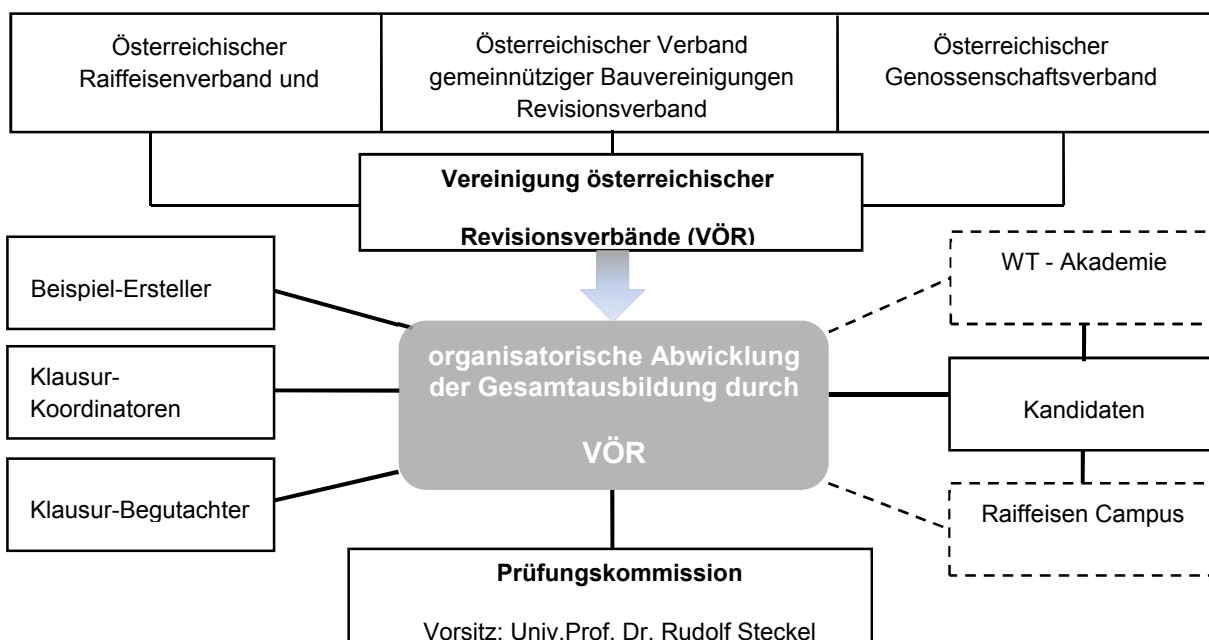 Österreichischer
Raiffeisenverband und
Österreichischer Verband
gemeinnütziger Bauvereinigungen
Revisionsverband
Österreichischer
Genossenschaftsverband
Vereinigung österreichischer
Revisionsverbände (VÖR)
Beispiel-Ersteller
Klausur-
Koordinatoren
Klausur-Begutachter
organisatorische Abwicklung
der Gesamtausbildung durch
VÖR
WT - Akademie
Kandidaten
Raiffeisen Campus
Prüfungskommission
Vorsitz: Univ.Prof. Dr. Rudolf Steckel